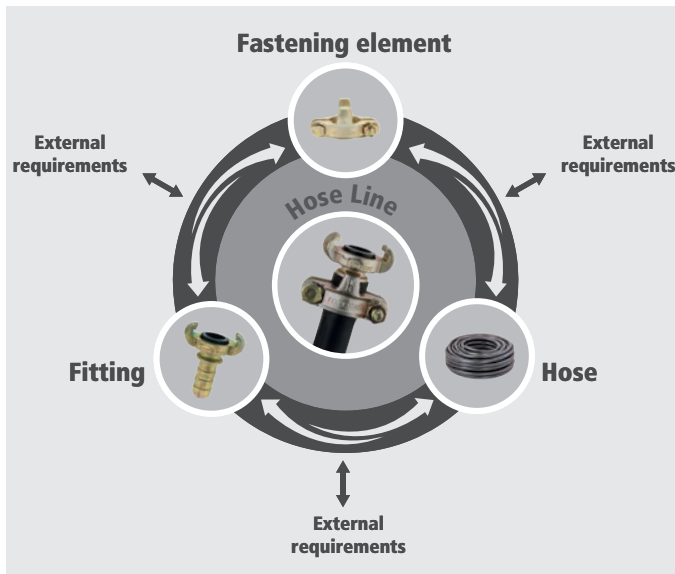 Fastening element
External
requirements
External
requirements
Hose Line
Fitting
Hose
External
requirements